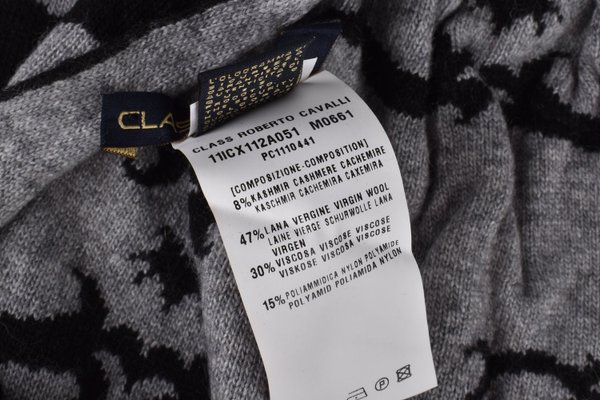 CLAS
CLASS ROBERTO CAVALLI
11ICX112A051 M0661
PC1110441
[COMPOSIZIONE-COMPOSITION]
8% KASHMIR CASHMERE CACHEMIRE
KASCHMIR CACHEMIRA CAXEMIRA
47% LANA VERGINE VIRGIN WOOL
LAINE VIERGE SCHURWOLLE LANA
VIRGEN
30% VISCOSA VISCOSE VISCOSE
VISKOSE VISCOSA VISCOSE
15% POLIAMMIDICA NYLON POLYAMIDE
POLYAMID POLIAMIDA NYLON